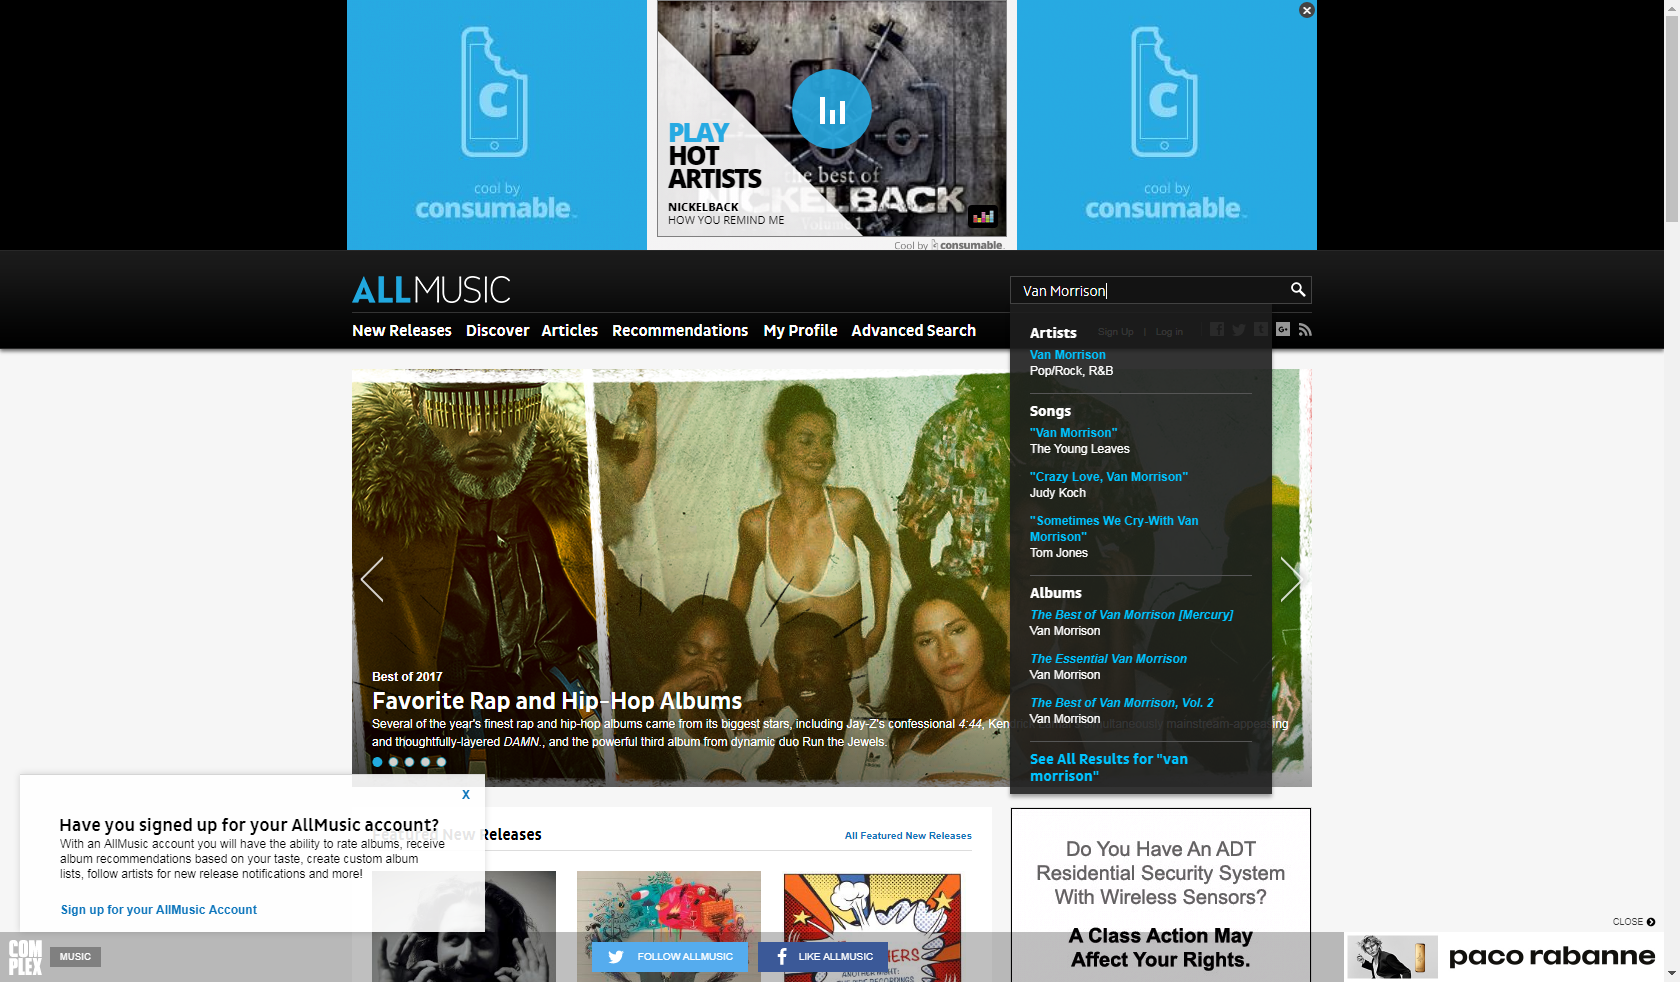 cool by
consumable
PLAY
HOT
ARTISTS
NICKELBACK
HOW YOU REMIND ME
the best of
NICKELBACK
Volume 1
Cool by consumable
cool by
consumable
ALLMUSIC
Van Morrison
New Releases
Discover
Articles
Recommendations
My Profile
Advanced Search
Sign Up | Log in
Artists
Van Morrison
Pop/Rock, R&B
Songs
"Van Morrison"
The Young Leaves
"Crazy Love, Van Morrison"
Judy Koch
"Sometimes We Cry-With Van
Morrison"
Tom Jones
Albums
The Best of Van Morrison [Mercury]
Van Morrison
The Essential Van Morrison
Van Morrison
The Best of Van Morrison, Vol. 2
Van Morrison
See All Results for "van
morrison"
Best of 2017
Favorite Rap and Hip-Hop Albums
Several of the year's finest rap and hip-hop albums came from its biggest stars, including Jay-Z's confessional 4:44, simultaneously mainstream-appealing
and thoughtfully-layered DAMN., and the powerful third album from dynamic duo Run the Jewels.
X
Have you signed up for your AllMusic account?
With an AllMusic account you will have the ability to rate albums, receive
album recommendations based on your taste, create custom album
lists, follow artists for new release notifications and more!
Sign up for your AllMusic Account
Featured New Releases
All Featured New Releases
Do You Have An ADT
Residential Security System
With Wireless Sensors?
A Class Action May
Affect Your Rights.
CLOSE
COM
PLEX
MUSIC
FOLLOW ALLMUSIC
LIKE ALLMUSIC
paco rabanne